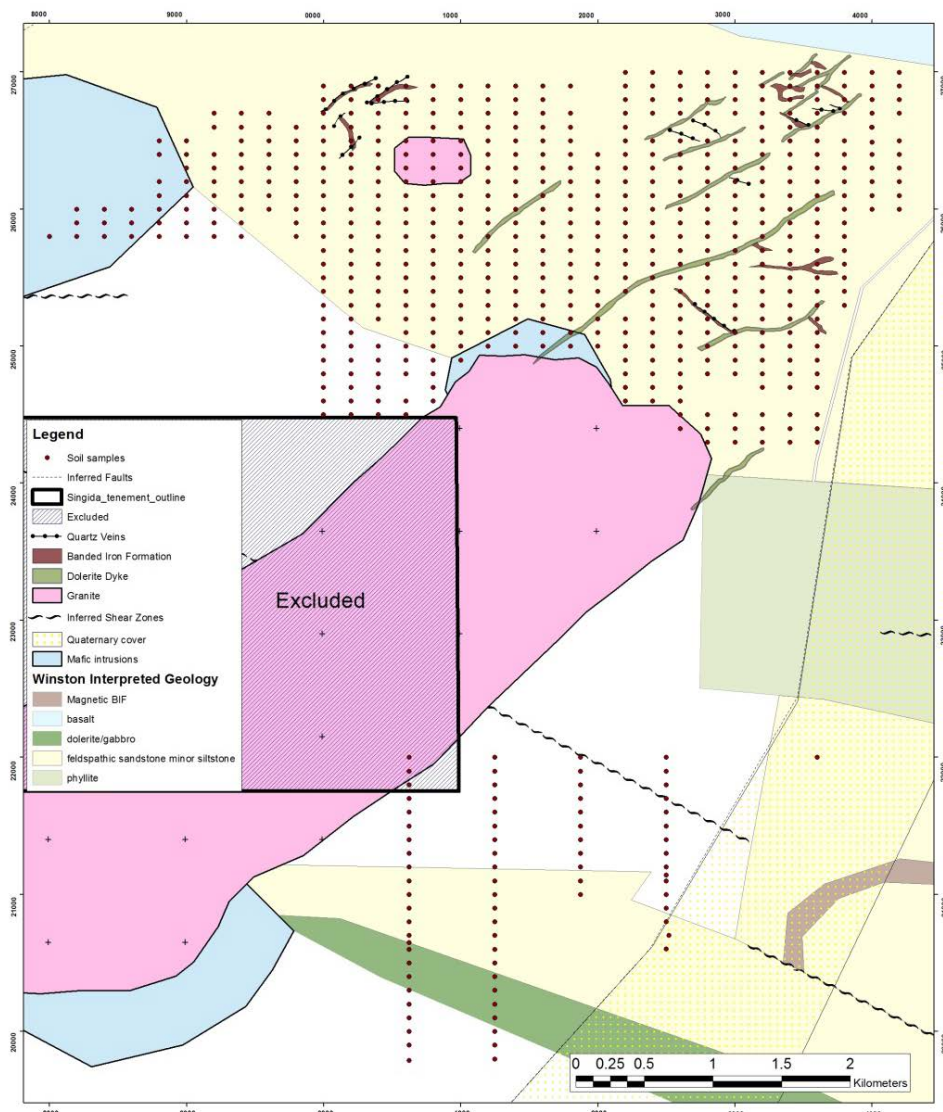 8000 9000 0000 1000 2000 3000 4000
27000
26000
25000
24000
23000
22000
21000
20000
Legend
Soil samples
Inferred Faults
Singida_tenement_outline
Excluded
Quartz Veins
Banded Iron Formation
Dolerite Dyke
Granite
Inferred Shear Zones
Quaternary cover
Mafic intrusions
Winston Interpreted Geology
Magnetic BIF
basalt
dolerite/gabbro
feldspathic sandstone minor siltstone
phyllite
Excluded
0 0.25 0.5 1 1.5 2
Kilometers